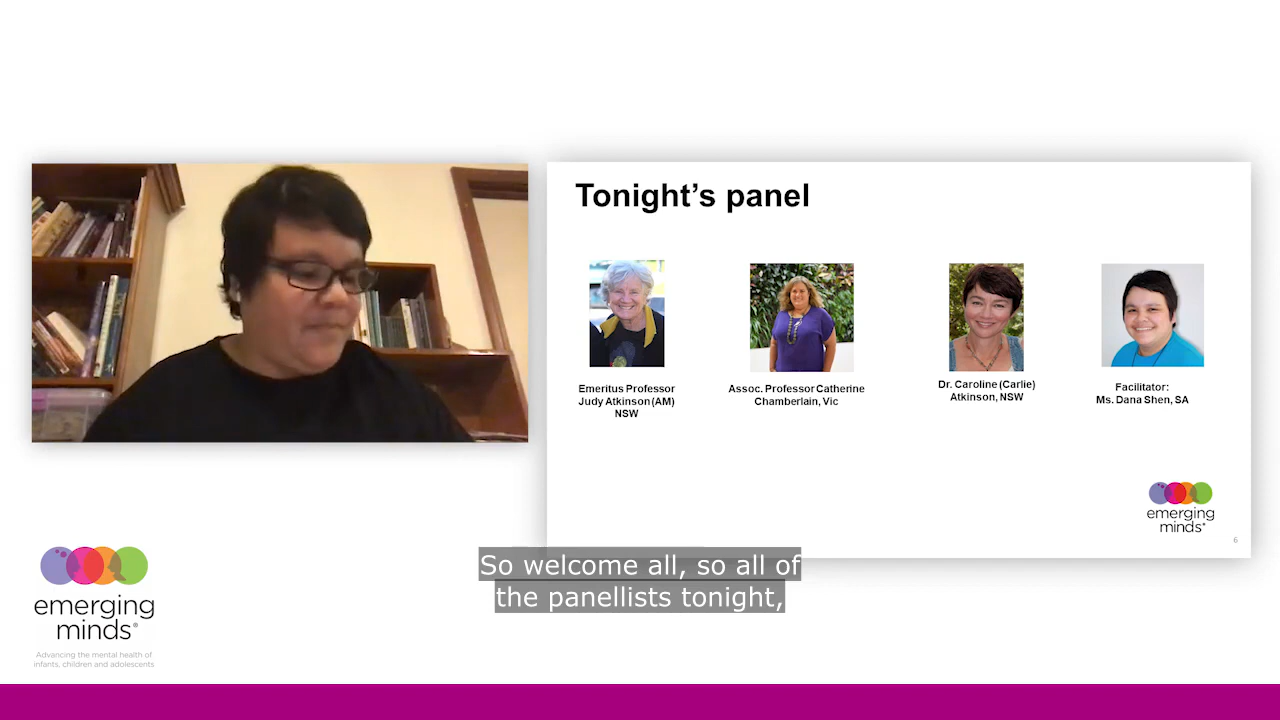 Tonight's panel
Emeritus Professor
Judy Atkinson (AM)
NSW
Assoc. Professor Catherine
Chamberlain, Vic
Dr. Caroline (Carlie)
Atkinson, NSW
Facilitator:
Ms. Dana Shen, SA
emerging
minds®
6
So welcome all, so all of
the panellists tonight,
emerging
minds®
Advancing the mental health of
infants, children and adolescents